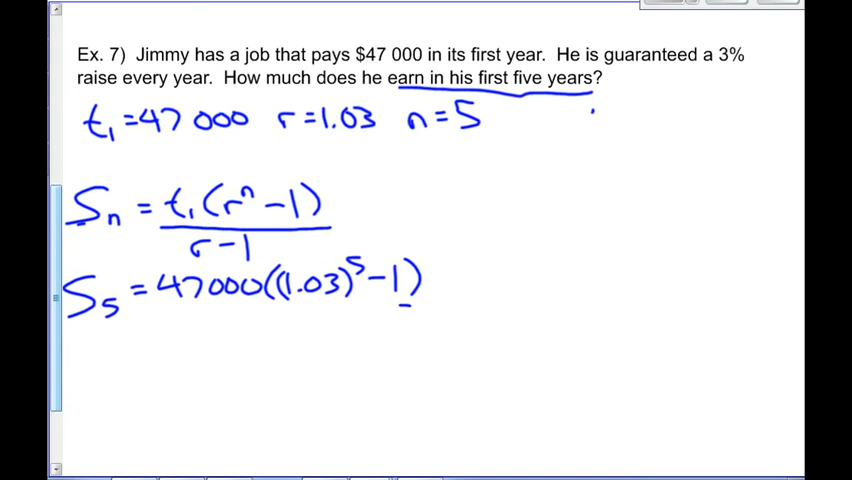 Ex. 7) Jimmy has a job that pays $47 000 in its first year. He is guaranteed a 3%
raise every year. How much does he earn in his first five years?
t₁ = 47 000 r = 1.03 n = 5
Sₙ = t₁(rⁿ - 1)
r - 1
S₅ = 47000((1.03)⁵ - 1)